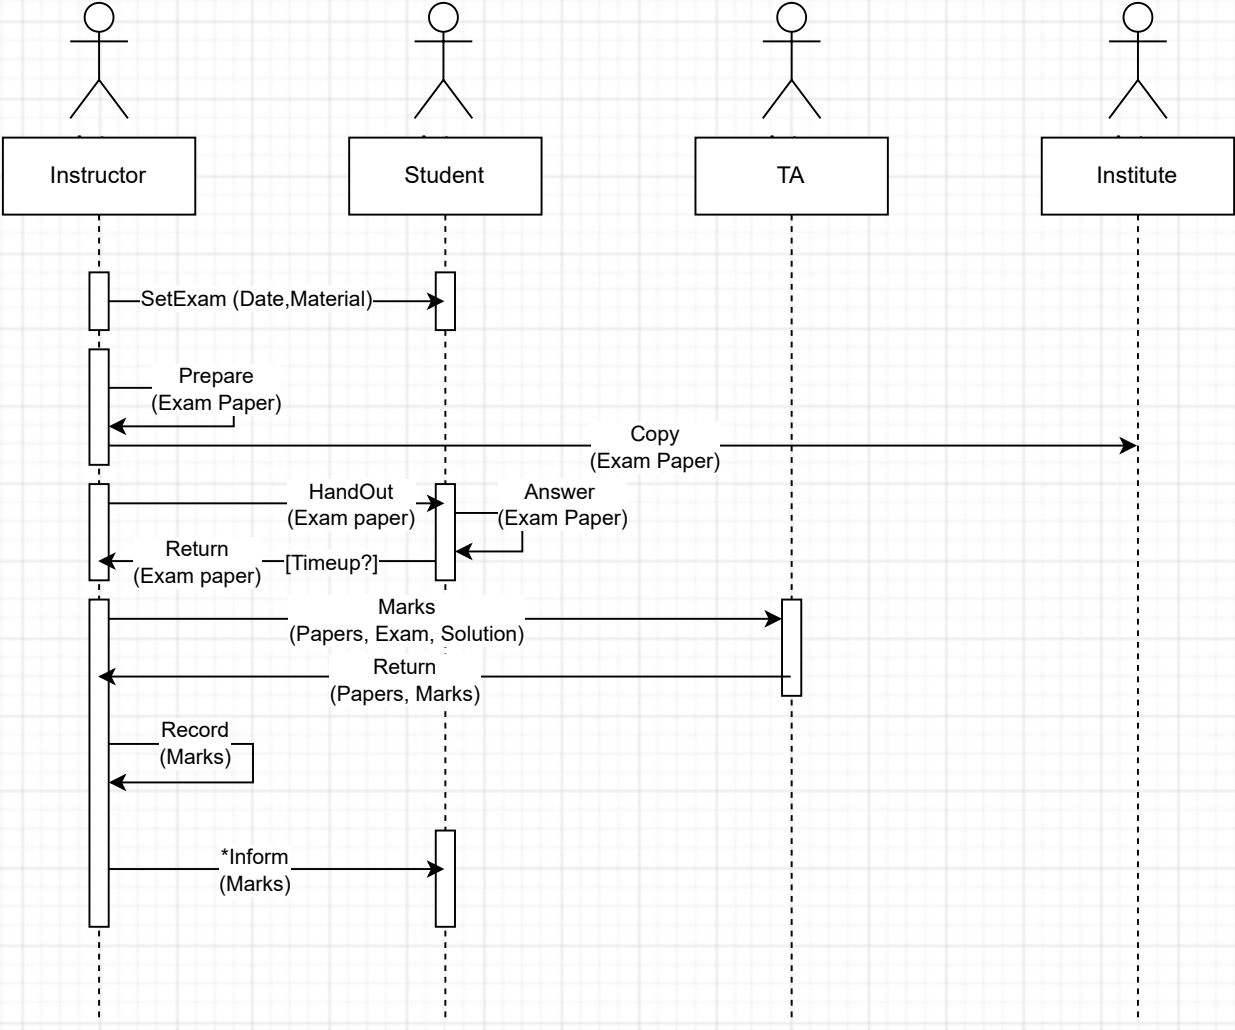 Instructor
Student
TA
Institute
SetExam (Date,Material)
Prepare
(Exam Paper)
Copy
(Exam Paper)
HandOut
(Exam paper)
Answer
(Exam Paper)
Return
(Exam paper)
[Timeup?]
Marks
(Papers, Exam, Solution)
Return
(Papers, Marks)
Record
(Marks)
*Inform
(Marks)